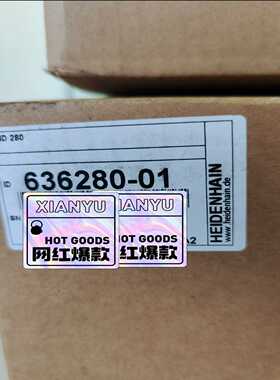 ND 280
ID 636280-01
SN
HEIDENHAIN
www.heidenhain.de
XIANYU
HOT GOODS
网红爆款
XIANYU
HOT GOODS
网红爆款
A2